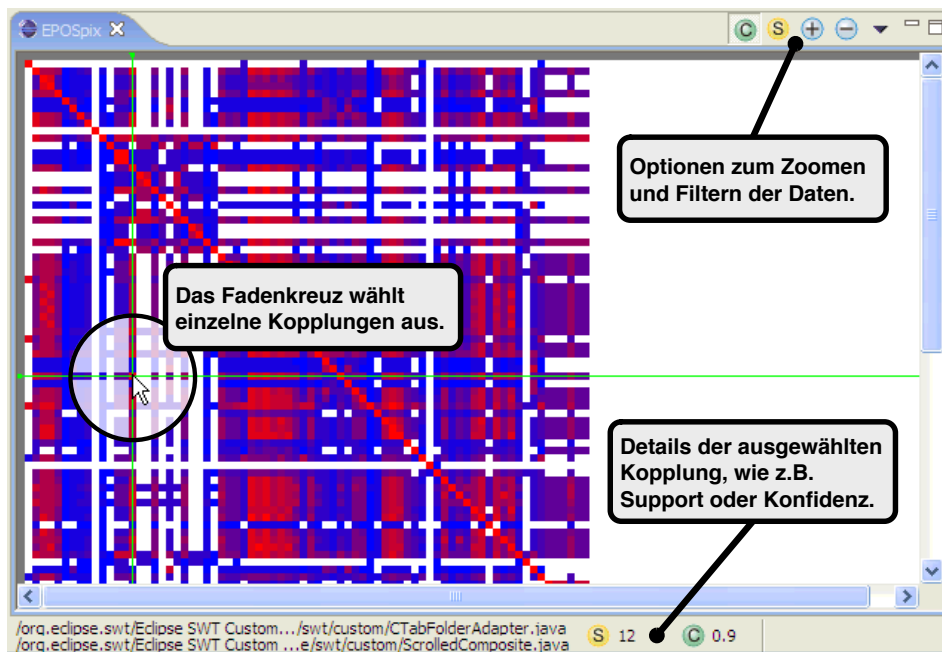 EPOSpix
C S
Optionen zum Zoomen
und Filtern der Daten.
Das Fadenkreuz wählt
einzelne Kopplungen aus.
Details der ausgewählten
Kopplung, wie z.B.
Support oder Konfidenz.
/org.eclipse.swt/Eclipse SWT Custom.../swt/custom/CTabFolderAdapter.java
/org.eclipse.swt/Eclipse SWT Custom ...e/swt/custom/ScrolledComposite.java
S 12 C 0.9